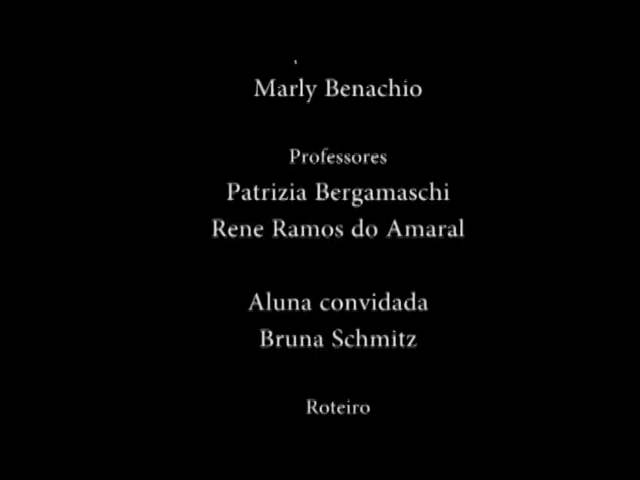 Marly Benachio
Professores
Patrizia Bergamaschi
Rene Ramos do Amaral
Aluna convidada
Bruna Schmitz
Roteiro